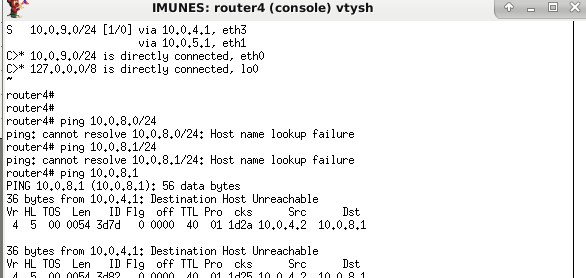 IMUNES: router4 (console) vtysh
S   10.0.9.0/24 [1/0] via 10.0.4.1, eth3
                  via 10.0.5.1, eth1
C>* 10.0.9.0/24 is directly connected, eth0
C>* 127.0.0.0/8 is directly connected, lo0
~
router4#
router4#
router4# ping 10.0.8.0/24
ping: cannot resolve 10.0.8.0/24: Host name lookup failure
router4# ping 10.0.8.1/24
ping: cannot resolve 10.0.8.1/24: Host name lookup failure
router4# ping 10.0.8.1
PING 10.0.8.1 (10.0.8.1): 56 data bytes
36 bytes from 10.0.4.1: Destination Host Unreachable
Vr HL TOS  Len   ID Flg  off TTL Pro  cks      Src      Dst
 4  5  00 0054 3d7d   0 0000  40  01 1d2a 10.0.4.2  10.0.8.1

36 bytes from 10.0.4.1: Destination Host Unreachable
Vr HL TOS  Len   ID Flg  off TTL Pro  cks      Src      Dst
 4  5  00 0054 3d82   0 0000  40  01 1d25 10.0.4.2  10.0.8.1